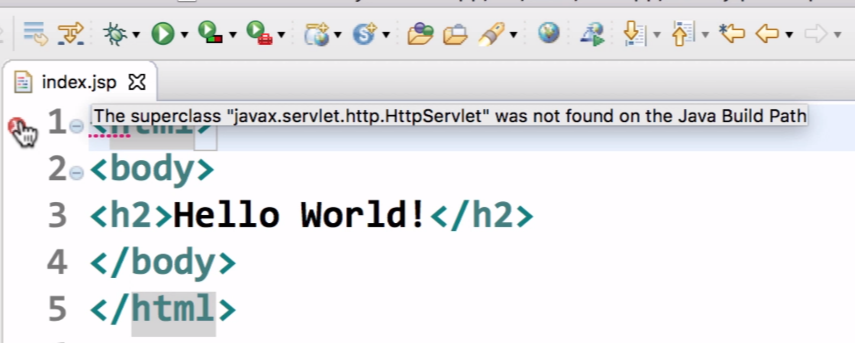 index.jsp
The superclass "javax.servlet.http.HttpServlet" was not found on the Java Build Path
1 <html>
2 <body>
3 <h2>Hello World!</h2>
4 </body>
5 </html>